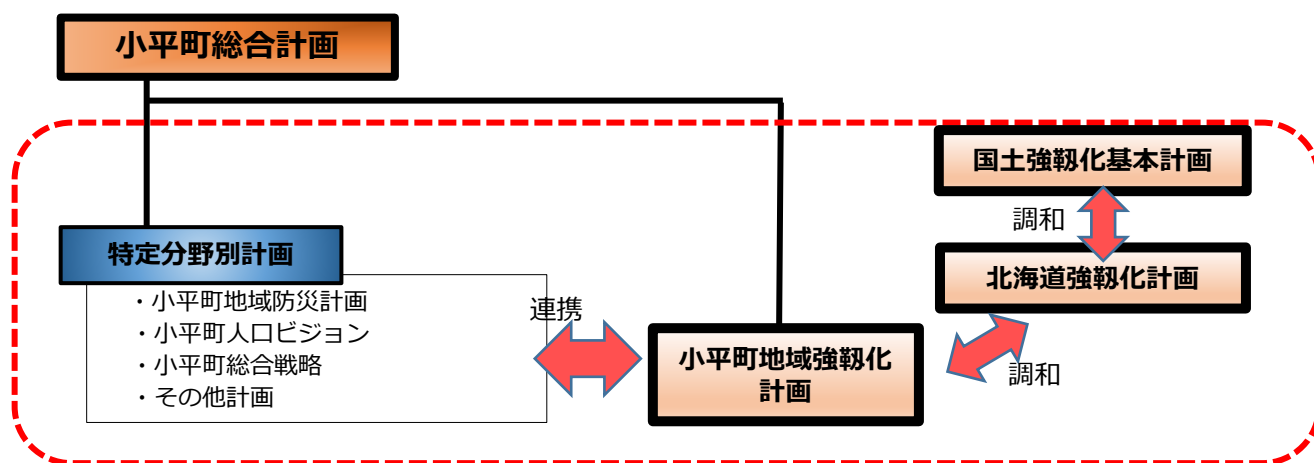 小平町総合計画
国土強靱化基本計画
調和
特定分野別計画
北海道強靱化計画
・小平町地域防災計画
・小平町人口ビジョン
・小平町総合戦略
・その他計画
連携
小平町地域強靱化
計画
調和